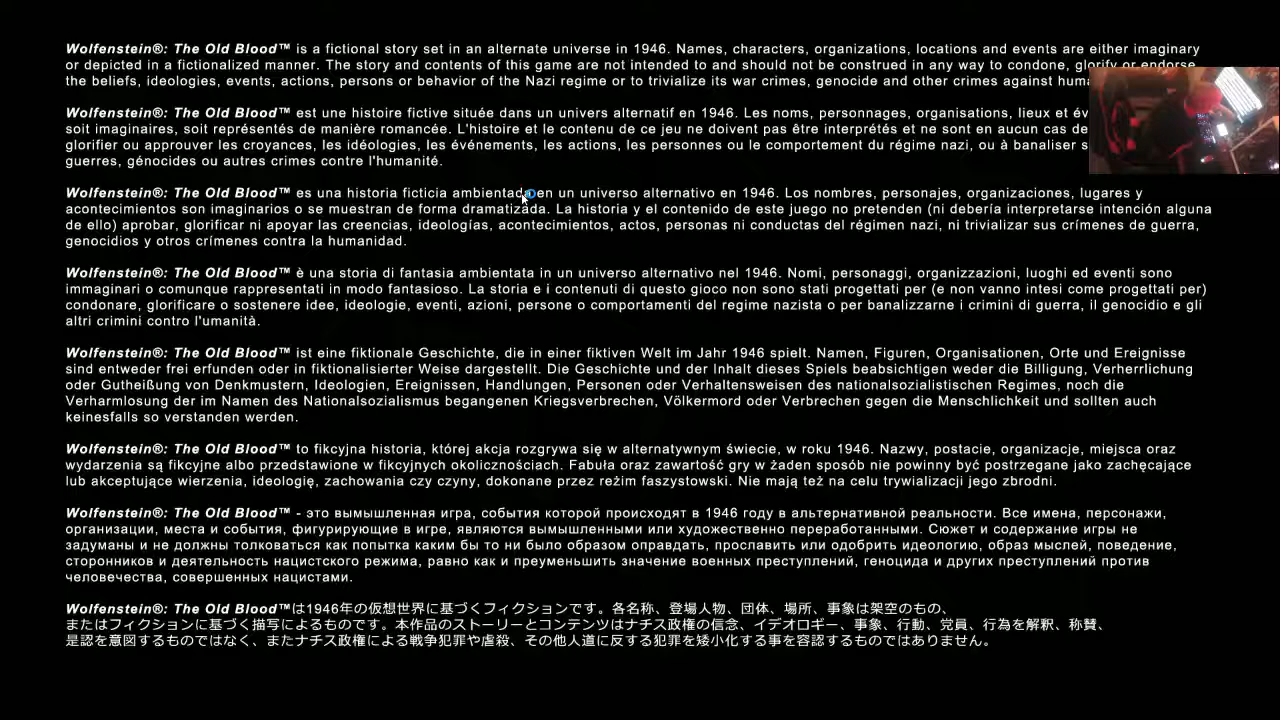 Wolfenstein®: The Old Blood™ is a fictional story set in an alternate universe in 1946. Names, characters, organizations, locations and events are either imaginary
or depicted in a fictionalized manner. The story and contents of this game are not intended to and should not be construed in any way to condone, glorify or endorse
the beliefs, ideologies, events, actions, persons or behavior of the Nazi regime or to trivialize its war crimes, genocide and other crimes against
Wolfenstein®: The Old Blood™ est une histoire fictive située dans un univers alternatif en 1946. Les noms, personnages, organisations, lieux et
soit imaginaires, soit représentés de manière romancée. L'histoire et le contenu de ce jeu ne doivent pas être interprétés et ne sont en aucun cas
glorifier ou approuver les croyances, les idéologies, les événements, les actions, les personnes ou le comportement du régime nazi, ou à banaliser
guerres, génocides ou autres crimes contre l'humanité.
Wolfenstein®: The Old Blood™ es una historia ficticia ambientada en un universo alternativo en 1946. Los nombres, personajes, organizaciones, lugares y
acontecimientos son imaginarios o se muestran de forma dramatizada. La historia y el contenido de este juego no pretenden (ni debería interpretarse intención alguna
de ello) aprobar, glorificar ni apoyar las creencias, ideologías, acontecimientos, actos, personas ni conductas del régimen nazi, ni trivializar sus crímenes de guerra,
genocidios y otros crímenes contra la humanidad.
Wolfenstein®: The Old Blood™ è una storia di fantasia ambientata in un universo alternativo nel 1946. Nomi, personaggi, organizzazioni, luoghi ed eventi sono
immaginari o comunque rappresentati in modo fantasioso. La storia e i contenuti di questo gioco non sono stati progettati per (e non vanno intesi come progettati per)
condonare, glorificare o sostenere idee, ideologie, eventi, azioni, persone o comportamenti del regime nazista o per banalizzarne i crimini di guerra, il genocidio e gli
altri crimini contro l'umanità.
Wolfenstein®: The Old Blood™ ist eine fiktionale Geschichte, die in einer fiktiven Welt im Jahr 1946 spielt. Namen, Figuren, Organisationen, Orte und Ereignisse
sind entweder frei erfunden oder in fiktionalisierter Weise dargestellt. Die Geschichte und der Inhalt dieses Spiels beabsichtigen weder die Billigung, Verherrlichung
oder Gutheißung von Denkmustern, Ideologien, Ereignissen, Handlungen, Personen oder Verhaltensweisen des nationalsozialistischen Regimes, noch die
Verharmlosung der im Namen des Nationalsozialismus begangenen Kriegsverbrechen, Völkermord oder Verbrechen gegen die Menschlichkeit und sollten auch
keinesfalls so verstanden werden.
Wolfenstein®: The Old Blood™ to fikcyjna historia, której akcja rozgrywa się w alternatywnym świecie, w roku 1946. Nazwy, postacie, organizacje, miejsca oraz
wydarzenia są fikcyjne albo przedstawione w fikcyjnych okolicznościach. Fabuła oraz zawartość gry w żaden sposób nie powinny być postrzegane jako zachęcające
lub akceptujące wierzenia, ideologię, zachowania czy czyny, dokonane przez reżim faszystowski. Nie mają też na celu trywializacji jego zbrodni.
Wolfenstein®: The Old Blood™ - это вымышленная игра, события которой происходят в 1946 году в альтернативной реальности. Все имена, персонажи,
организации, места и события, фигурирующие в игре, являются вымышленными или художественно переработанными. Сюжет и содержание игры не
задуманы и не должны толковаться как попытка каким бы то ни было образом оправдать, прославить или одобрить идеологию, образ мыслей, поведение,
сторонников и деятельность нацистского режима, равно как и преуменьшить значение военных преступлений, геноцида и других преступлений против
человечества, совершенных нацистами.
Wolfenstein®: The Old Blood™は1946年の仮想世界に基づくフィクションです。各名称、登場人物、団体、場所、事象は架空のもの、
またはフィクションに基づく描写によるものです。本作品のストーリーとコンテンツはナチス政権の信念、イデオロギー、事象、行動、党員、行為を解釈、称賛、
是認を意図するものではなく、またナチス政権による戦争犯罪や虐殺、その他人道に反する犯罪を矮小化する事を容認するものではありません。